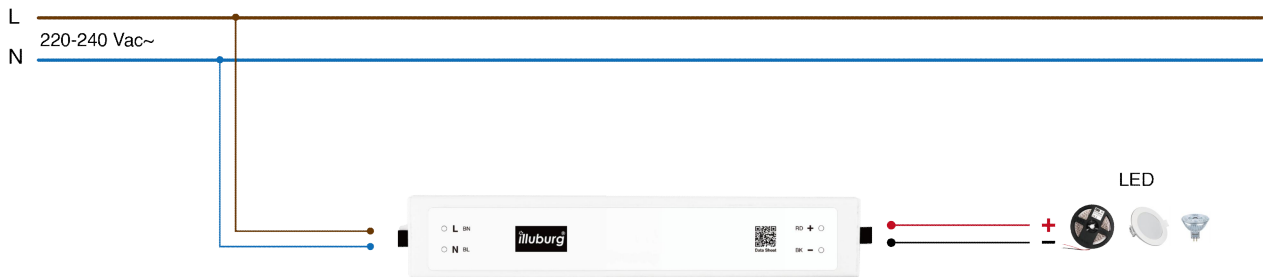 L
220-240 Vac~
N
LED
L BN
illuburg®
RD +
+
N BL
Data Sheet
BK −
−